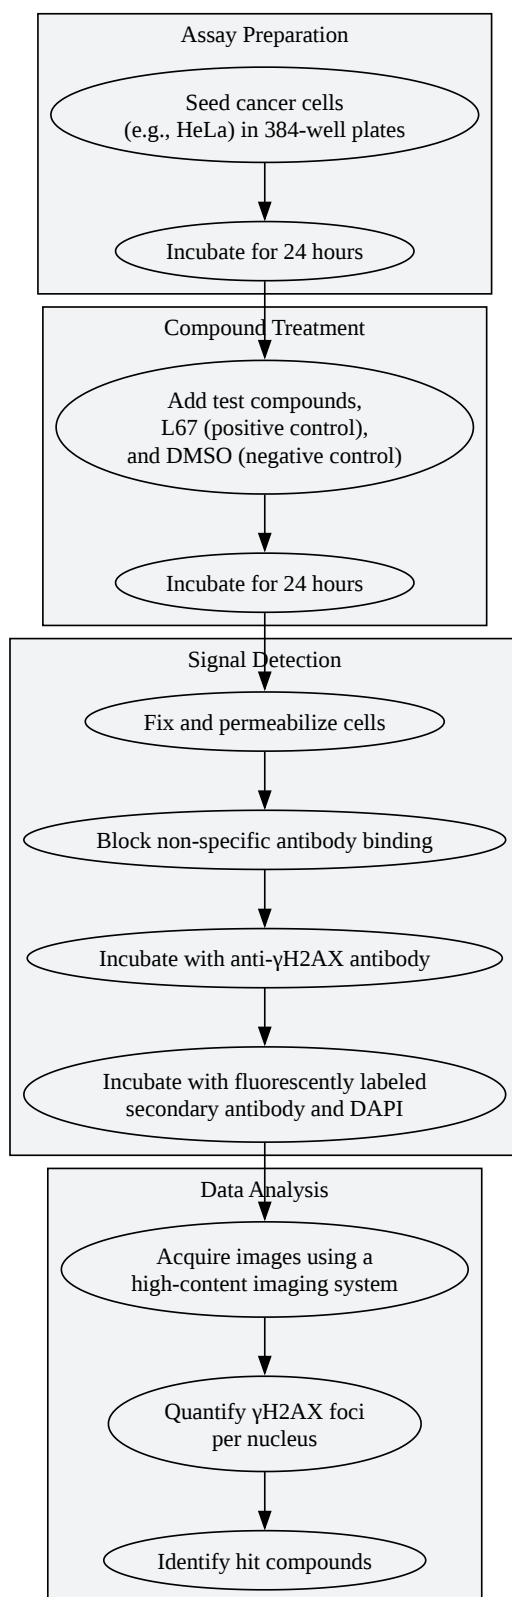 Assay Preparation
Seed cancer cells
(e.g., HeLa) in 384-well plates
Incubate for 24 hours
Compound Treatment
Add test compounds,
L67 (positive control),
and DMSO (negative control)
Incubate for 24 hours
Signal Detection
Fix and permeabilize cells
Block non-specific antibody binding
Incubate with anti-γH2AX antibody
Incubate with fluorescently labeled
secondary antibody and DAPI
Data Analysis
Acquire images using a
high-content imaging system
Quantify γH2AX foci
per nucleus
Identify hit compounds